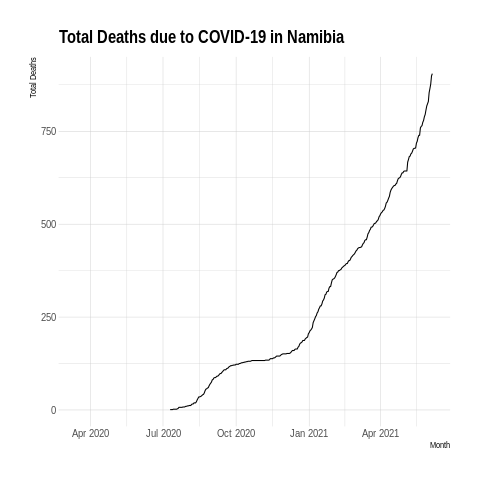 Total Deaths due to COVID-19 in Namibia
Total Deaths
750
500
250
0
Apr 2020 Jul 2020 Oct 2020 Jan 2021 Apr 2021
Month